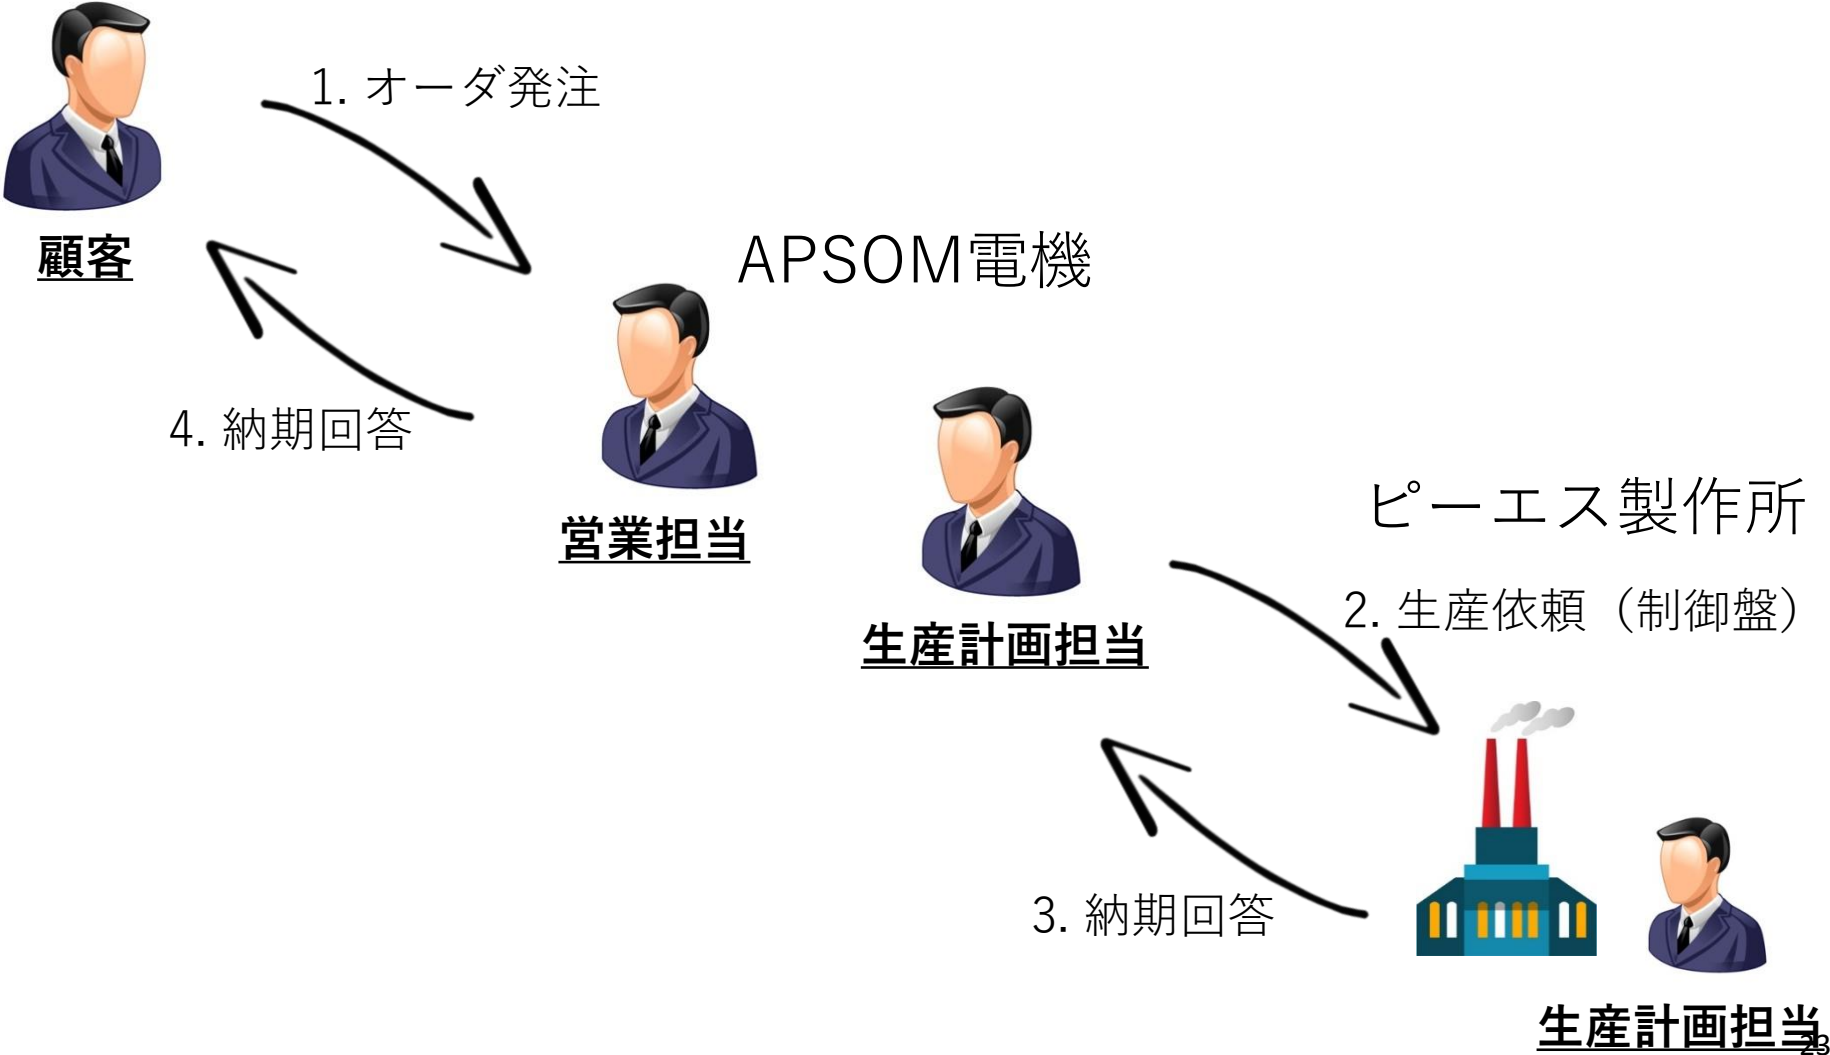 1. オーダ発注
顧客
APSOM電機
4. 納期回答
営業担当
ピーエス製作所
2. 生産依頼（制御盤）
生産計画担当
3. 納期回答
生産計画担当
23